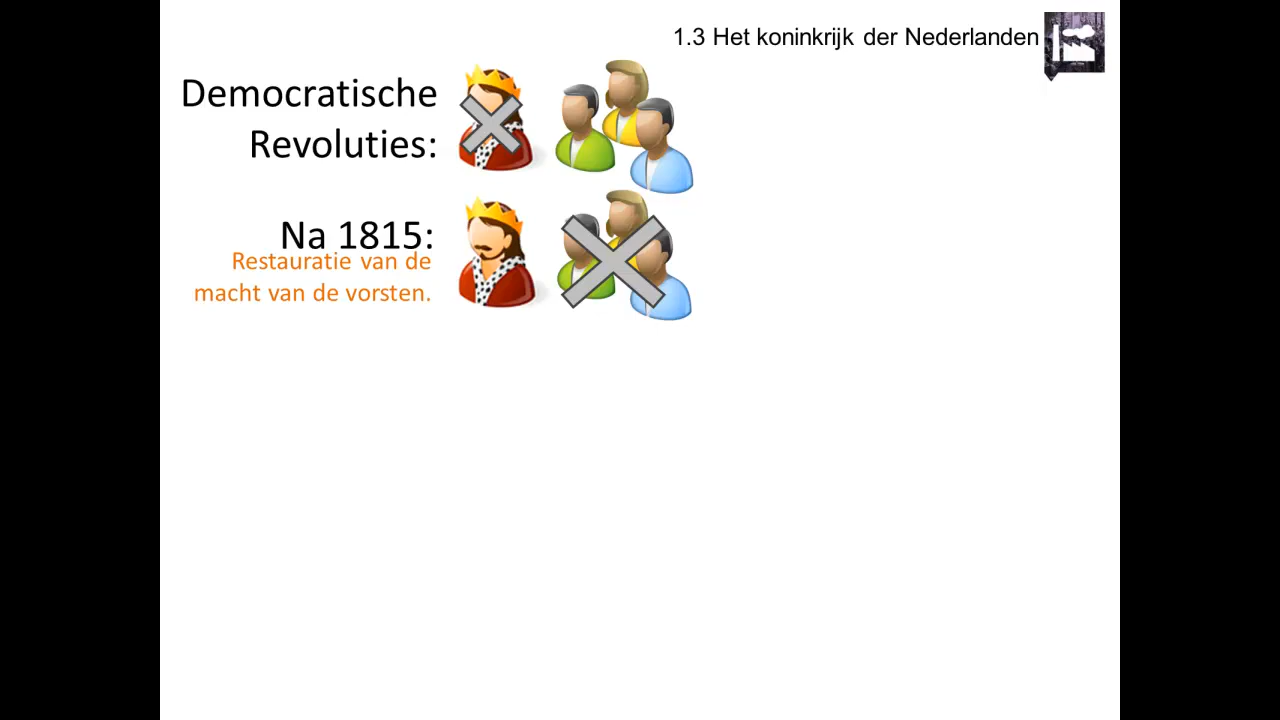 1.3 Het koninkrijk der Nederlanden
Democratische
Revoluties:
Na 1815:
Restauratie van de
macht van de vorsten.